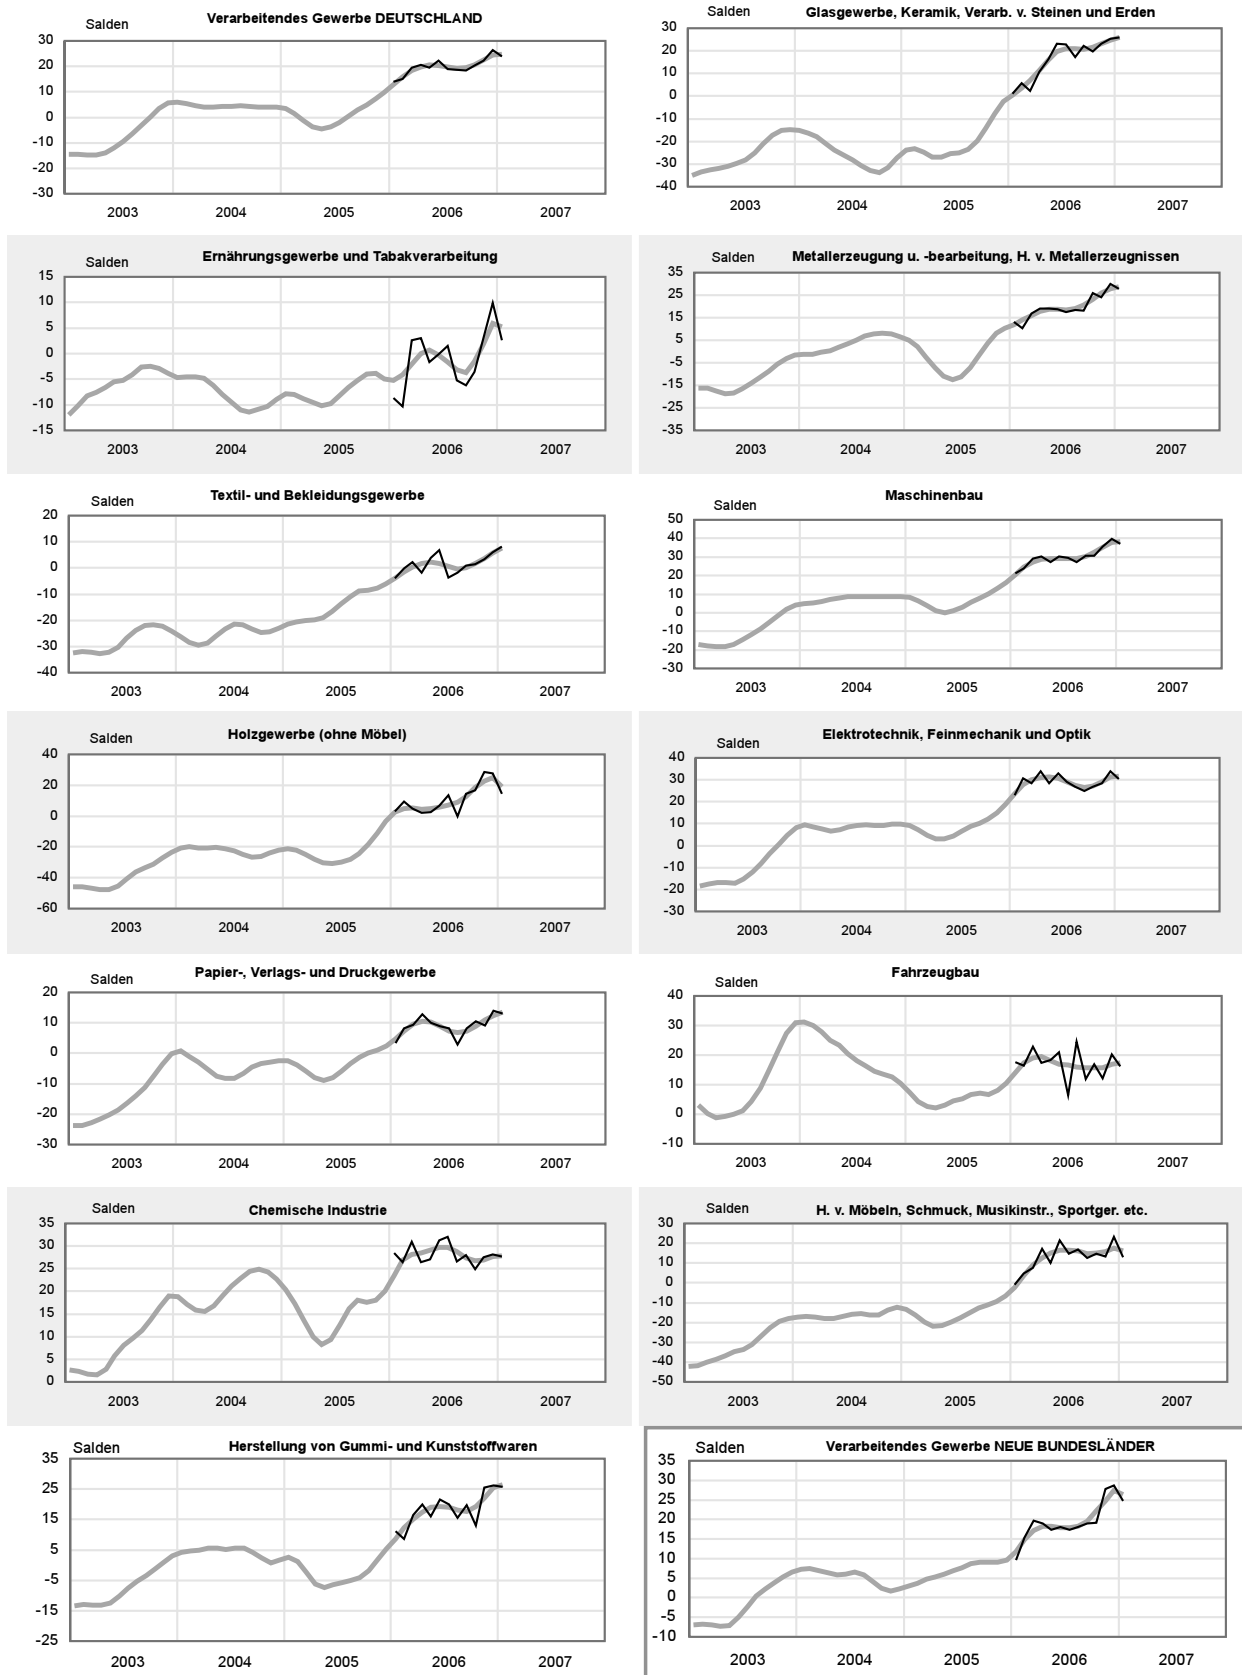 Verarbeitendes Gewerbe DEUTSCHLAND
Salden
30
20
10
0
-10
-20
-30
2003 2004 2005 2006 2007
Glasgewerbe, Keramik, Verarb. v. Steinen und Erden
Salden
30
20
10
0
-10
-20
-30
-40
2003 2004 2005 2006 2007
Ernährungsgewerbe und Tabakverarbeitung
Salden
15
10
5
0
-5
-10
-15
2003 2004 2005 2006 2007
Metallerzeugung u. -bearbeitung, H. v. Metallerzeugnissen
Salden
35
25
15
5
-5
-15
-25
-35
2003 2004 2005 2006 2007
Textil- und Bekleidungsgewerbe
Salden
20
10
0
-10
-20
-30
-40
2003 2004 2005 2006 2007
Maschinenbau
Salden
50
40
30
20
10
0
-10
-20
-30
2003 2004 2005 2006 2007
Holzgewerbe (ohne Möbel)
Salden
40
20
0
-20
-40
-60
2003 2004 2005 2006 2007
Elektrotechnik, Feinmechanik und Optik
Salden
40
30
20
10
0
-10
-20
-30
2003 2004 2005 2006 2007
Papier-, Verlags- und Druckgewerbe
Salden
20
10
0
-10
-20
-30
2003 2004 2005 2006 2007
Fahrzeugbau
Salden
40
30
20
10
0
-10
2003 2004 2005 2006 2007
Chemische Industrie
Salden
35
30
25
20
15
10
5
0
2003 2004 2005 2006 2007
H. v. Möbeln, Schmuck, Musikinstr., Sportger. etc.
Salden
30
20
10
0
-10
-20
-30
-40
-50
2003 2004 2005 2006 2007
Herstellung von Gummi- und Kunststoffwaren
Salden
35
25
15
5
-5
-15
-25
2003 2004 2005 2006 2007
Verarbeitendes Gewerbe NEUE BUNDESLÄNDER
Salden
35
30
25
20
15
10
5
0
-5
-10
2003 2004 2005 2006 2007